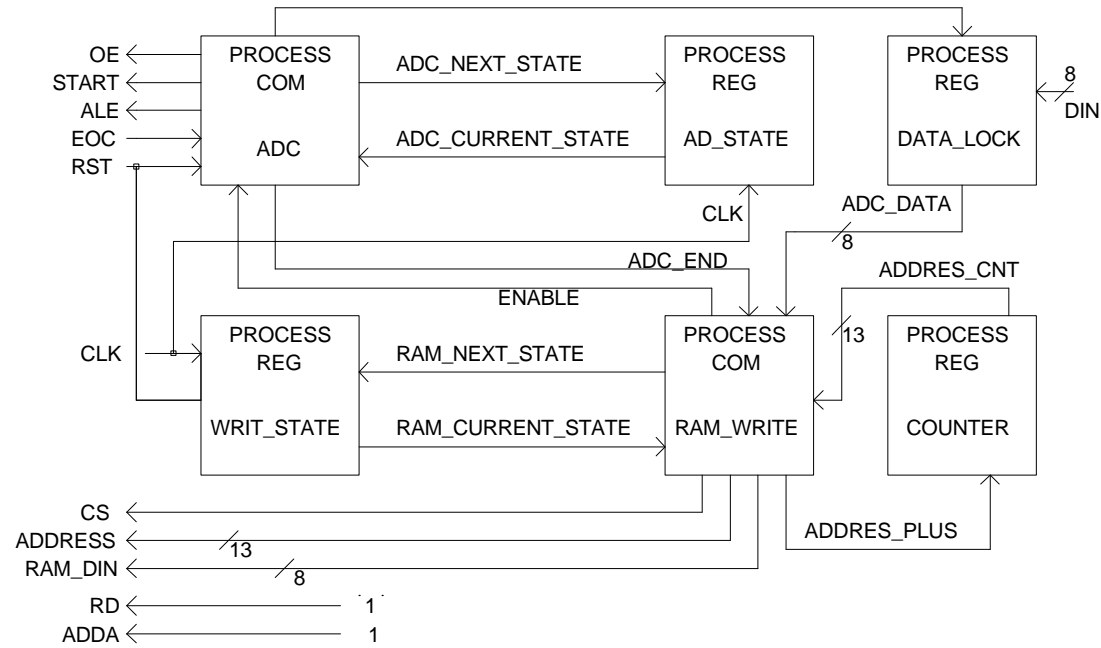 OE
START
ALE
EOC
RST
PROCESS
COM
ADC
ADC_NEXT_STATE
ADC_CURRENT_STATE
PROCESS
REG
AD_STATE
PROCESS
REG
DATA_LOCK
8
DIN
CLK
ADC_DATA
8
ADC_END
ENABLE
ADDRES_CNT
13
CLK
PROCESS
REG
WRIT_STATE
RAM_NEXT_STATE
RAM_CURRENT_STATE
PROCESS
COM
RAM_WRITE
PROCESS
REG
COUNTER
CS
ADDRESS
13
RAM_DIN
8
ADDRES_PLUS
RD
'1'
ADDA
1